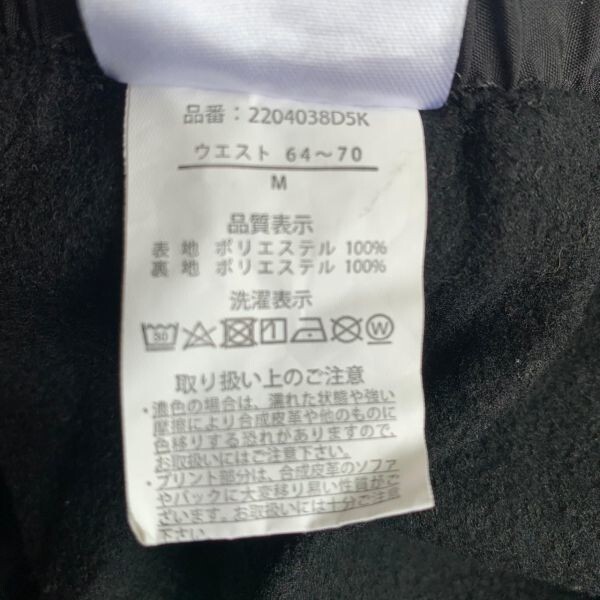 品番：2204038D5K
ウエスト 64～70
M
品質表示
表 地 ポリエステル 100%
裏 地 ポリエステル 100%
洗濯表示
取り扱い上のご注意
・濃色の場合は、濡れた状態や強い
摩擦により合成皮革や他のものに
色移りする恐れがありますので、
お取扱いにはご注意下さい。
・プリント部分は、合成皮革のソファ
やバックに大変移り易い性質がご
ざいます。お取扱いには十分ご注意
下さい。